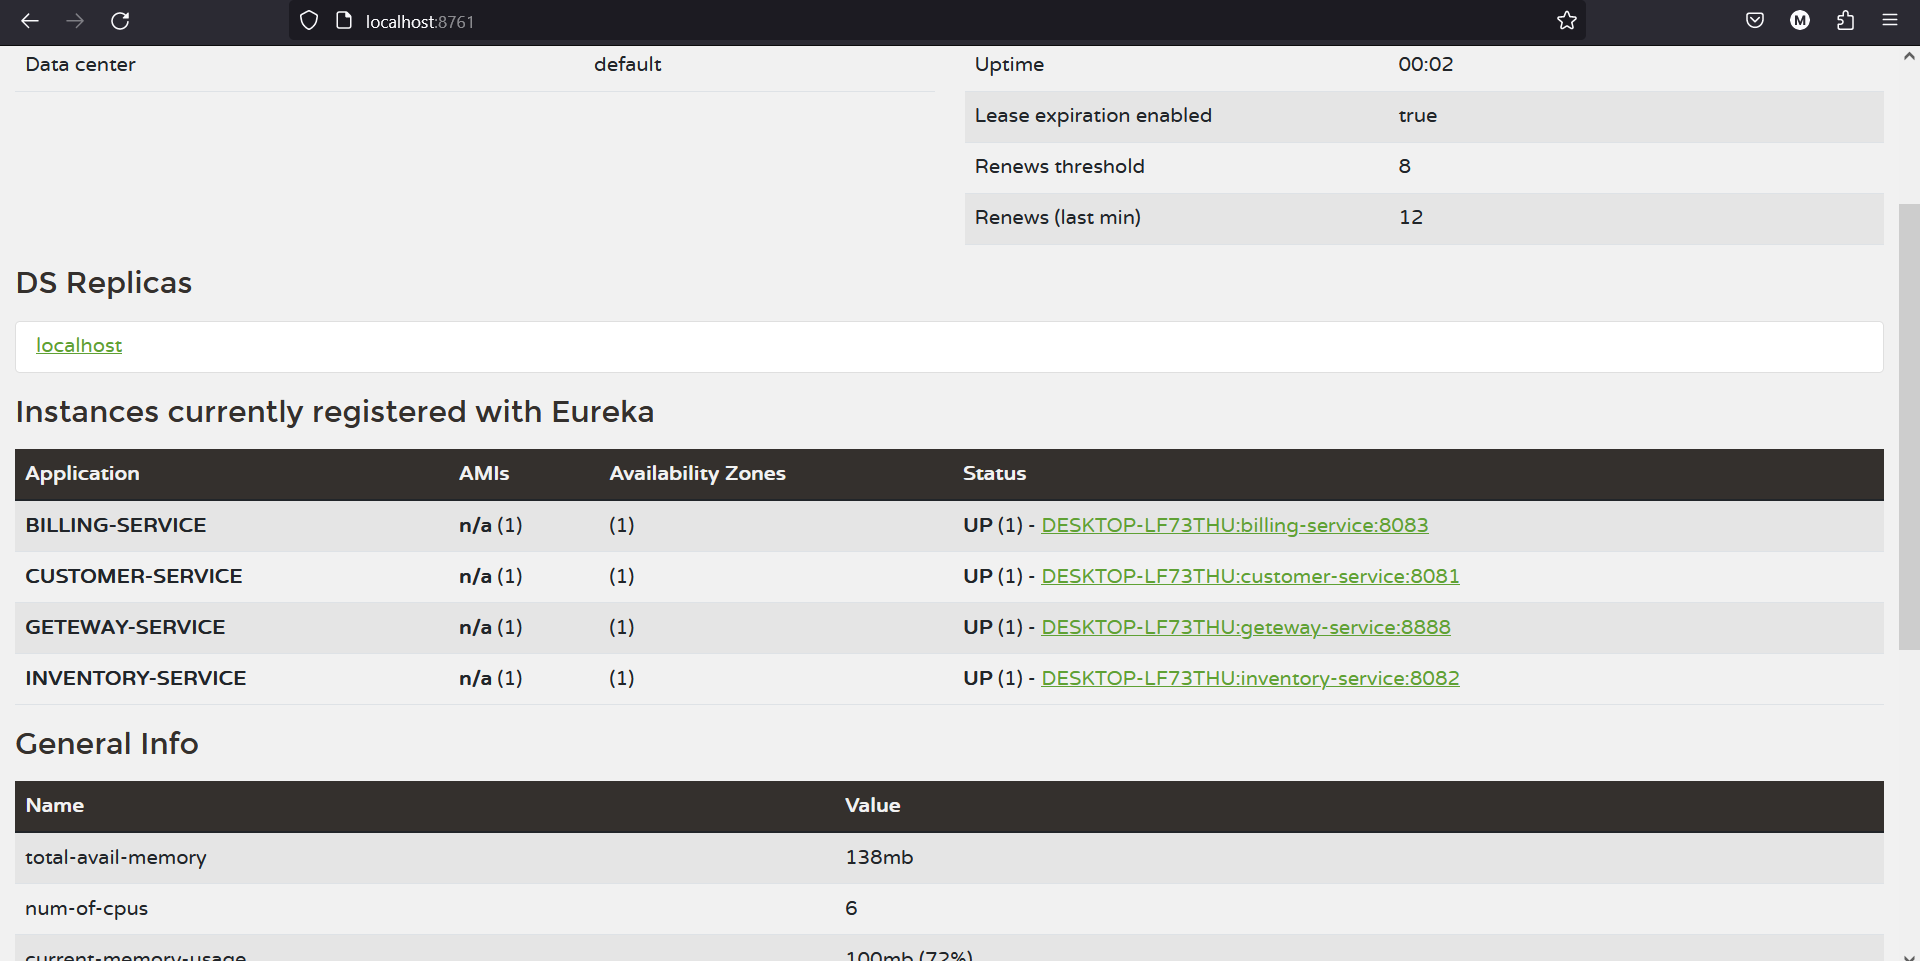 localhost:8761
M
Data center default
Uptime 00:02
Lease expiration enabled true
Renews threshold 8
Renews (last min) 12
DS Replicas
localhost
Instances currently registered with Eureka
Application AMIs Availability Zones Status
BILLING-SERVICE n/a (1) (1) UP (1) - DESKTOP-LF73THU:billing-service:8083
CUSTOMER-SERVICE n/a (1) (1) UP (1) - DESKTOP-LF73THU:customer-service:8081
GETEWAY-SERVICE n/a (1) (1) UP (1) - DESKTOP-LF73THU:geteway-service:8888
INVENTORY-SERVICE n/a (1) (1) UP (1) - DESKTOP-LF73THU:inventory-service:8082
General Info
Name Value
total-avail-memory 138mb
num-of-cpus 6
current-memory-usage 100mb (72%)